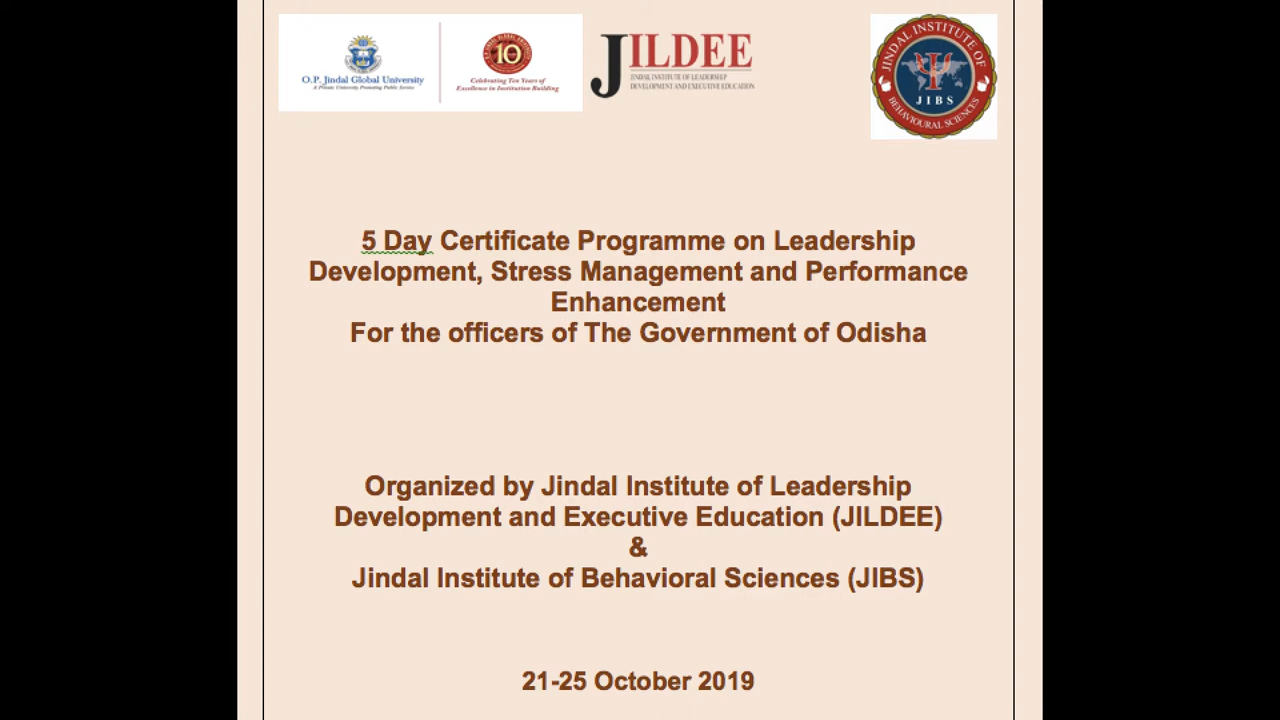 O.P. Jindal Global University
A Private University Promoting Public Service
10
Celebrating Ten Years of
Excellence in Institution Building
JILDEE
JINDAL INSTITUTE OF LEADERSHIP
DEVELOPMENT AND EXECUTIVE EDUCATION
JINDAL INSTITUTE OF
JIBS
BEHAVIOURAL SCIENCES
5 Day Certificate Programme on Leadership
Development, Stress Management and Performance
Enhancement
For the officers of The Government of Odisha
Organized by Jindal Institute of Leadership
Development and Executive Education (JILDEE)
&
Jindal Institute of Behavioral Sciences (JIBS)
21-25 October 2019